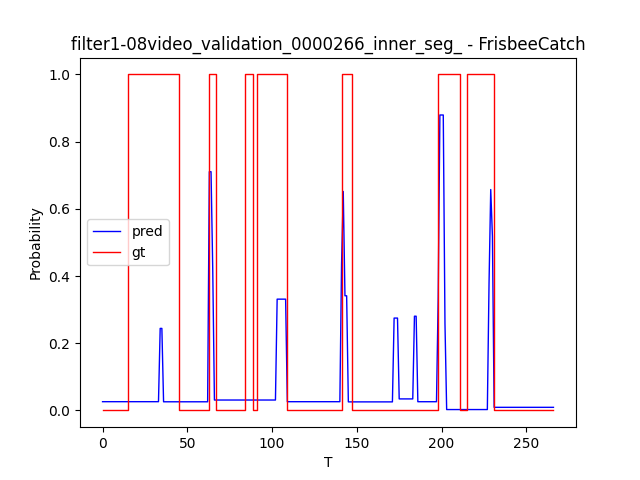 filter1-08video_validation_0000266_inner_seg_ - FrisbeeCatch
1.0
0.8
0.6
0.4
0.2
0.0
Probability
pred
gt
0 50 100 150 200 250
T